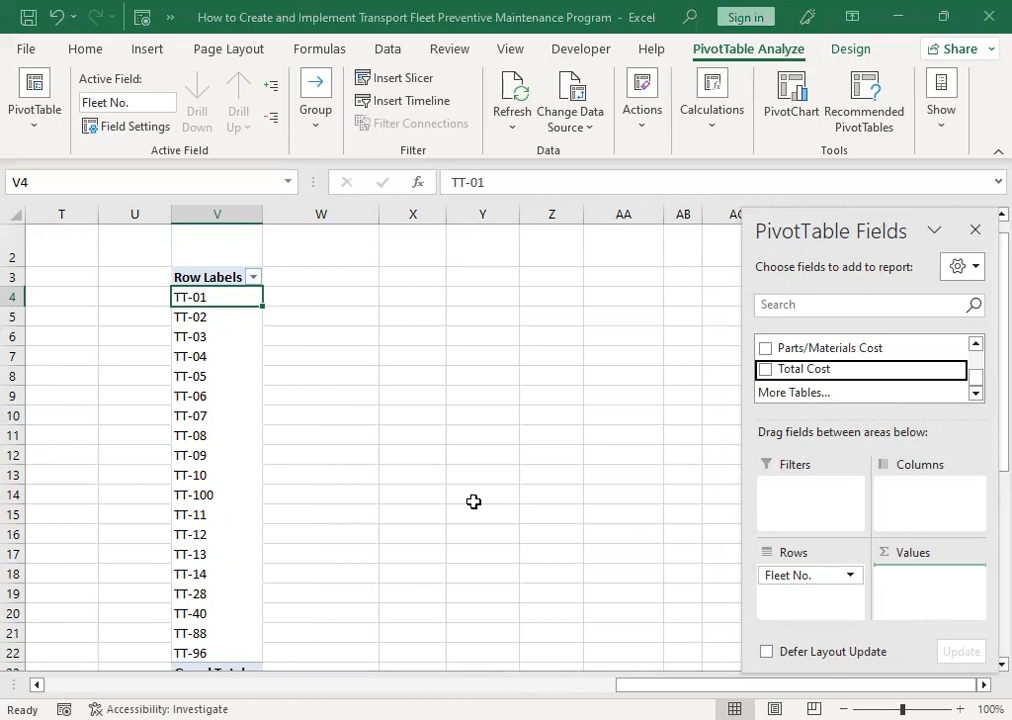 How to Create and Implement Transport Fleet Preventive Maintenance Program - Excel
Sign in
File Home Insert Page Layout Formulas Data Review View Developer Help PivotTable Analyze Design Share
PivotTable
Active Field:
Fleet No.
Field Settings
Drill Down
Drill Up
Active Field
Group
Insert Slicer
Insert Timeline
Filter Connections
Filter
Refresh
Change Data Source
Data
Actions
Calculations
PivotChart
Recommended PivotTables
Tools
Show
V4
fx
TT-01
T U V W X Y Z AA AB
2
3 Row Labels
4 TT-01
5 TT-02
6 TT-03
7 TT-04
8 TT-05
9 TT-06
10 TT-07
11 TT-08
12 TT-09
13 TT-10
14 TT-100
15 TT-11
16 TT-12
17 TT-13
18 TT-14
19 TT-28
20 TT-40
21 TT-88
22 TT-96
PivotTable Fields
Choose fields to add to report:
Search
Parts/Materials Cost
Total Cost
More Tables...
Drag fields between areas below:
Filters
Columns
Rows
Σ Values
Fleet No.
Defer Layout Update
Update
Ready
Accessibility: Investigate
100%